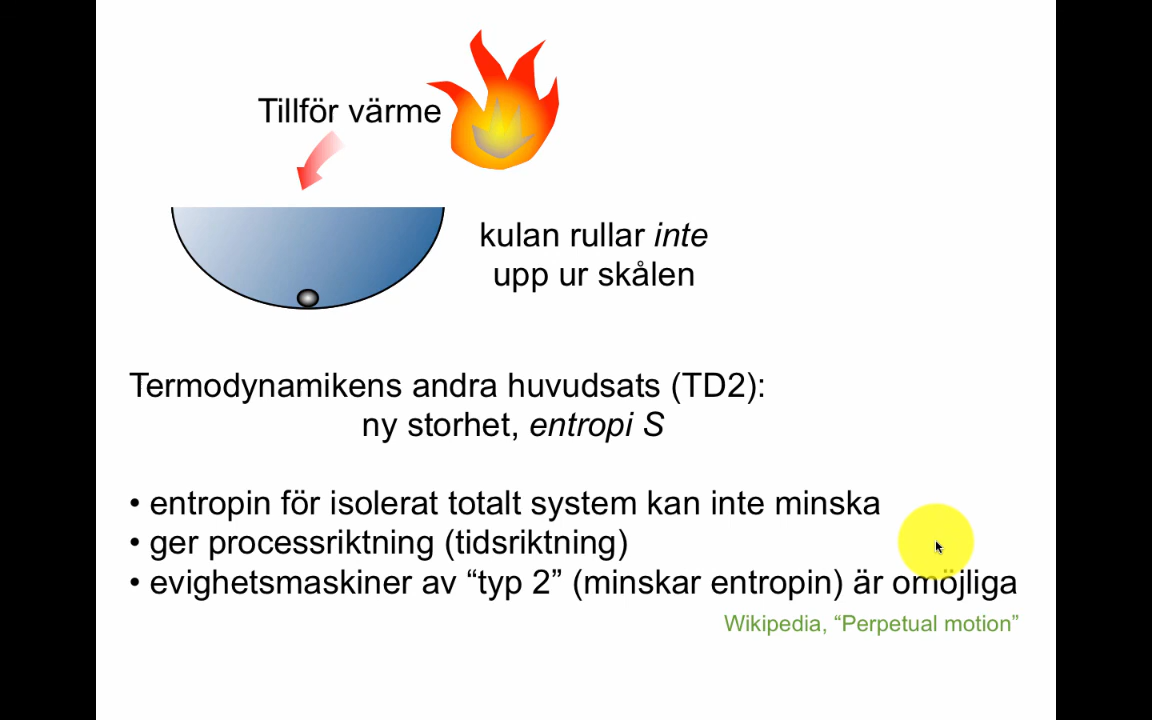 Tillför värme
kulan rullar inte
upp ur skålen
Termodynamikens andra huvudsats (TD2):
ny storhet, entropi S
• entropin för isolerat totalt system kan inte minska
• ger processriktning (tidsriktning)
• evighetsmaskiner av “typ 2” (minskar entropin) är omöjliga
Wikipedia, “Perpetual motion”